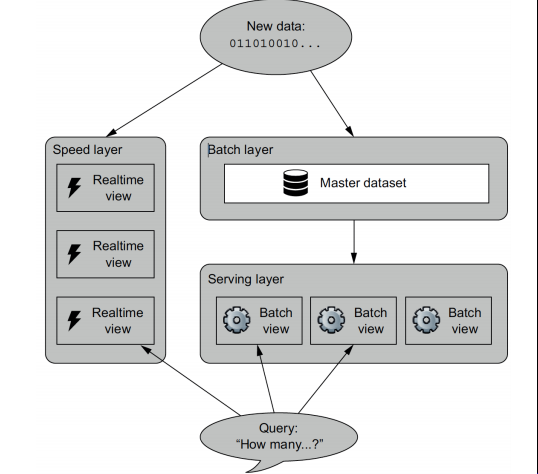 New data:
011010010...
Speed layer
Realtime
view
Realtime
view
Realtime
view
Batch layer
Master dataset
Serving layer
Batch
view
Batch
view
Batch
view
Query:
“How many...?”